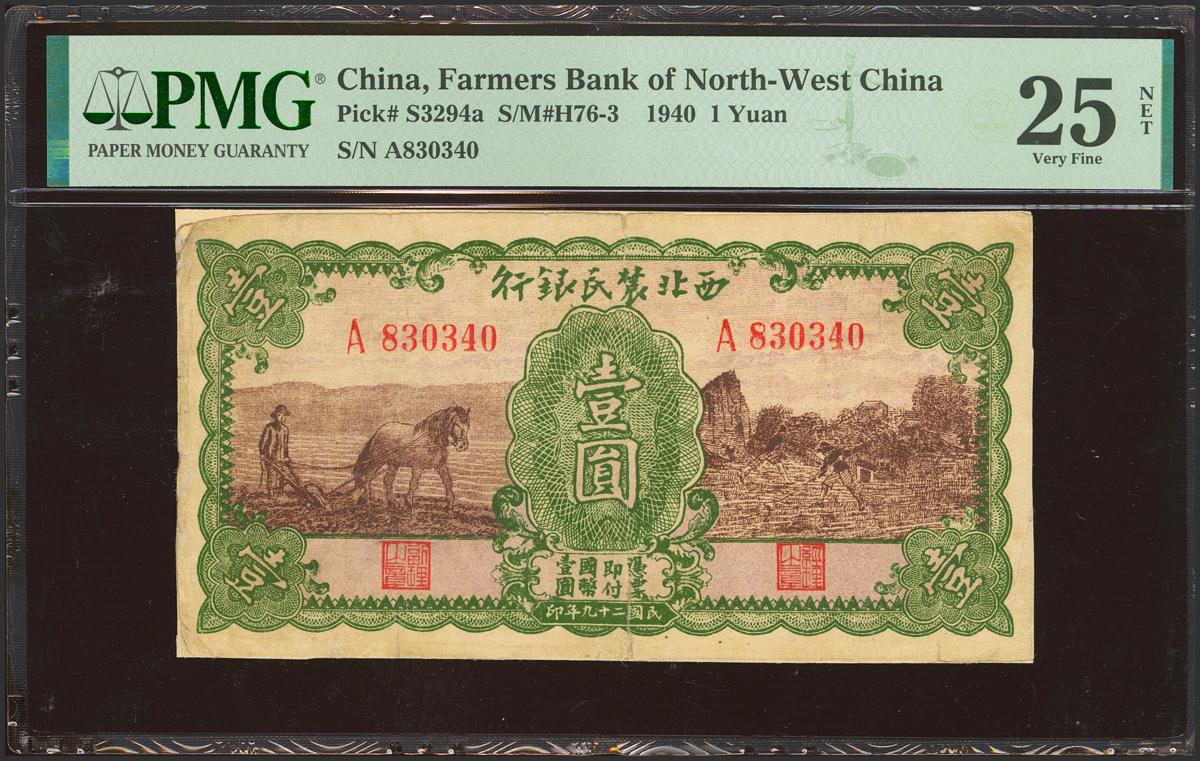 PMG®
PAPER MONEY GUARANTY
China, Farmers Bank of North-West China
Pick# S3294a S/M#H76-3 1940 1 Yuan
S/N A830340
25
NET
Very Fine
壹
西北農民銀行
壹
A 830340
A 830340
壹圓
即付
國幣
壹圓
壹
民國二十九年印
壹